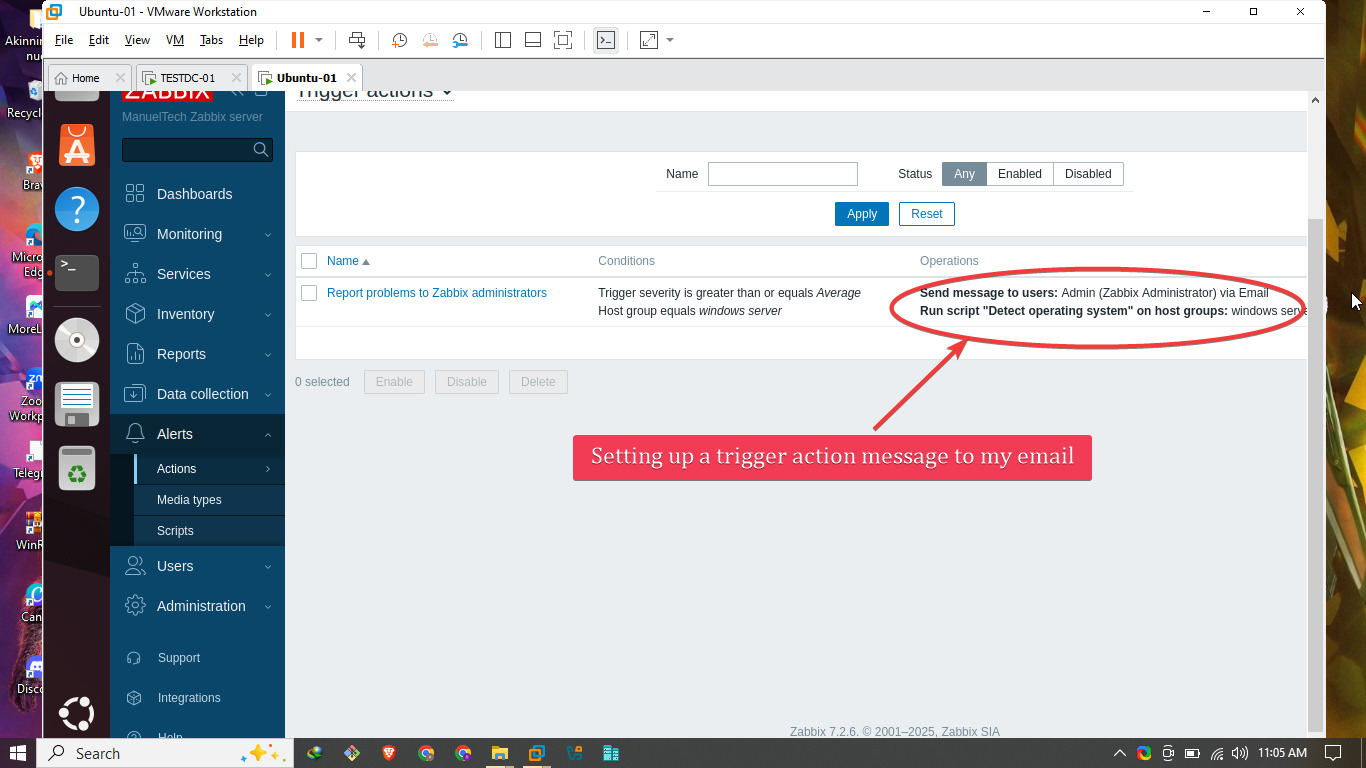 Ubuntu-01 - VMware Workstation
File Edit View VM Tabs Help
Home TESTDC-01 Ubuntu-01
ZABBIX
ManuelTech Zabbix server
Trigger actions
Name Status Any Enabled Disabled
Apply Reset
Name Conditions Operations
Report problems to Zabbix administrators
Trigger severity is greater than or equals Average
Host group equals windows server
Send message to users: Admin (Zabbix Administrator) via Email
Run script "Detect operating system" on host groups: windows serve
0 selected Enable Disable Delete
Setting up a trigger action message to my email
Dashboards
Monitoring
Services
Inventory
Reports
Data collection
Alerts
Actions
Media types
Scripts
Users
Administration
Support
Integrations
Help
Zabbix 7.2.6. © 2001–2025, Zabbix SIA
Akinnin
nu
Recycl
Brav
Micro
Edg
MoreL
Zoo
Workp
Telegr
WinR
Can
Disco
Search
11:05 AM